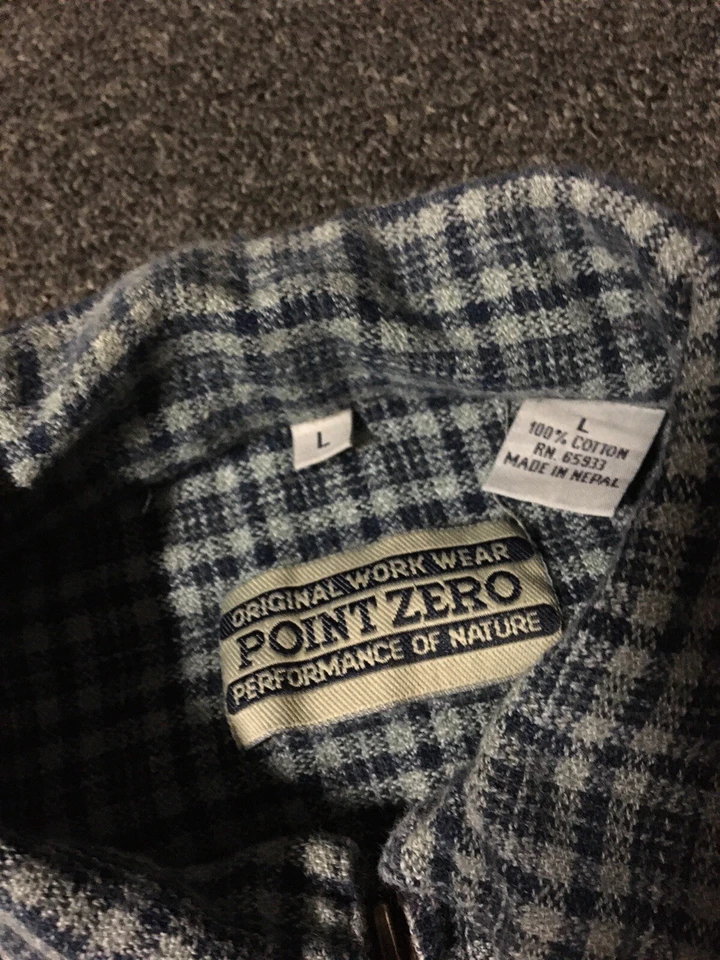 L
L
100% COTTON
RN. 65933
MADE IN NEPAL
ORIGINAL WORK WEAR
POINT ZERO
PERFORMANCE OF NATURE